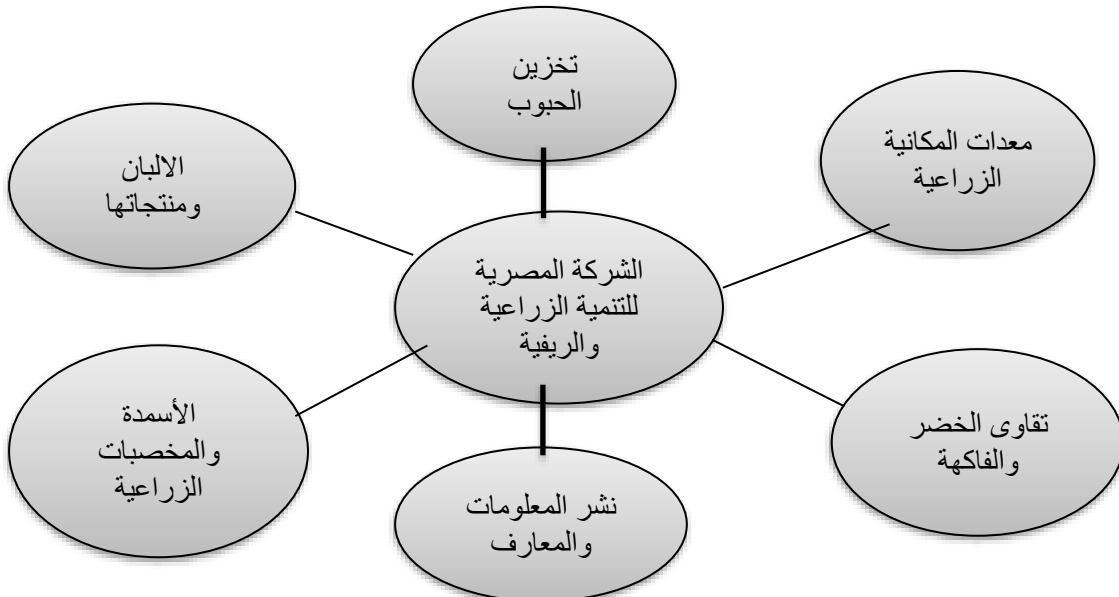 تخزين
الحبوب
معدات المكانية
الزراعية
الالبان
ومنتجاتها
الشركة المصرية
للتنمية الزراعية
والريفية
تقاوى الخضر
والفاكهة
الأسمدة
والمخصبات
الزراعية
نشر المعلومات
والمعارف